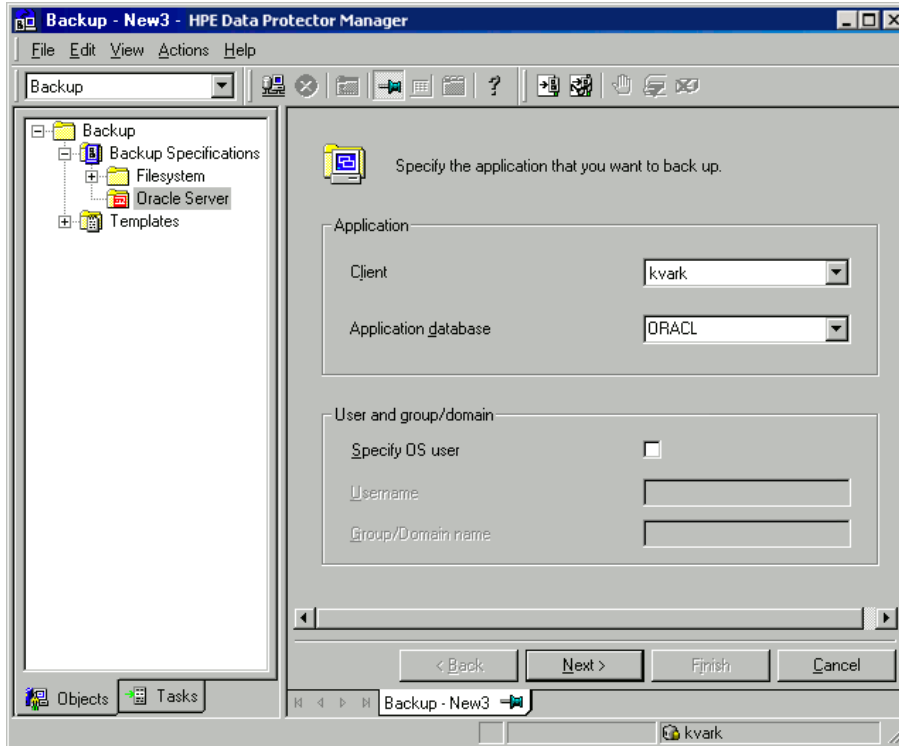 Backup - New3 - HPE Data Protector Manager
File Edit View Actions Help
Backup
?
Backup
Backup Specifications
Filesystem
Oracle Server
Templates
Specify the application that you want to back up.
Application
Client
kvark
Application database
ORACL
User and group/domain
Specify OS user
Username
Group/Domain name
< Back Next > Finish Cancel
Objects Tasks
Backup - New3
kvark